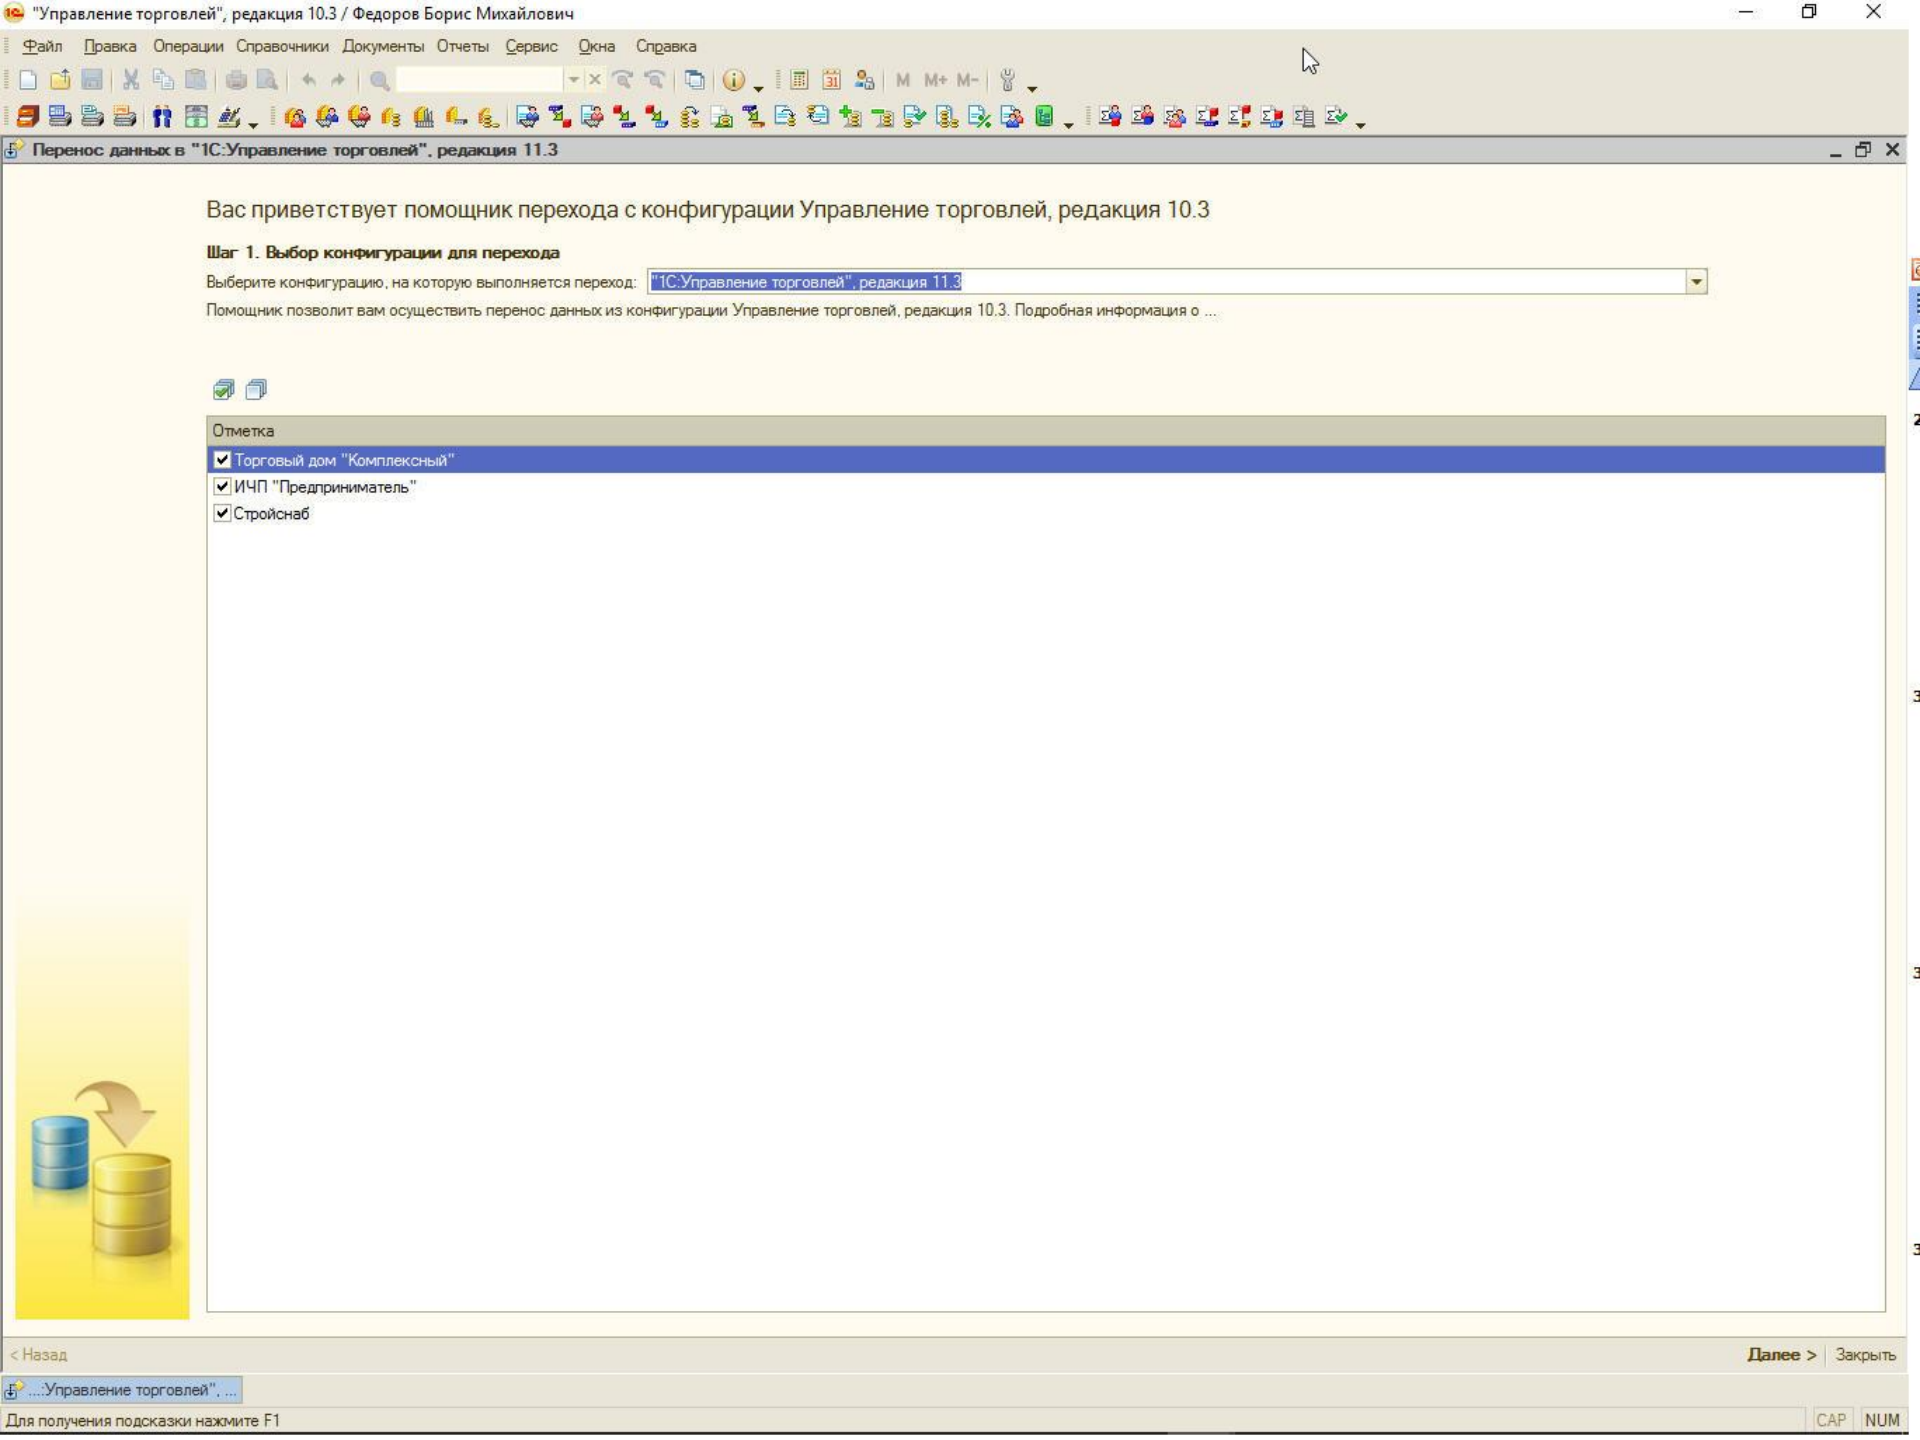 "Управление торговлей", редакция 10.3 / Федоров Борис Михайлович
Файл Правка Операции Справочники Документы Отчеты Сервис Окна Справка
31 M M+ M-
Перенос данных в "1С:Управление торговлей", редакция 11.3
Вас приветствует помощник перехода с конфигурации Управление торговлей, редакция 10.3
Шаг 1. Выбор конфигурации для перехода
Выберите конфигурацию, на которую выполняется переход: "1С:Управление торговлей", редакция 11.3
Помощник позволит вам осуществить перенос данных из конфигурации Управление торговлей, редакция 10.3. Подробная информация о ...
Отметка
Торговый дом "Комплексный"
ИЧП "Предприниматель"
Стройснаб
< Назад Далее > Закрыть
...:Управление торговлей", ...
Для получения подсказки нажмите F1 CAP NUM